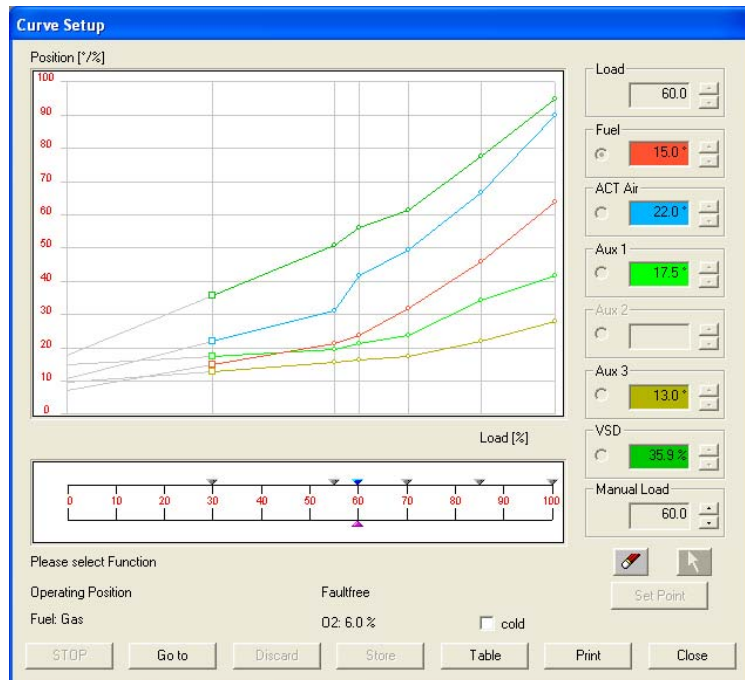 Curve Setup
Position [°/%]
100
90
80
70
60
50
40
30
20
10
0
Load [%]
0 10 20 30 40 50 60 70 80 90 100
Load
60.0
Fuel
15.0 °
ACT Air
22.0 °
Aux 1
17.5 °
Aux 2
Aux 3
13.0 °
VSD
35.9 %
Manual Load
60.0
Please select Function
Operating Position Faultfree
Fuel: Gas O2: 6.0 % cold
Set Point
STOP Go to Discard Store Table Print Close